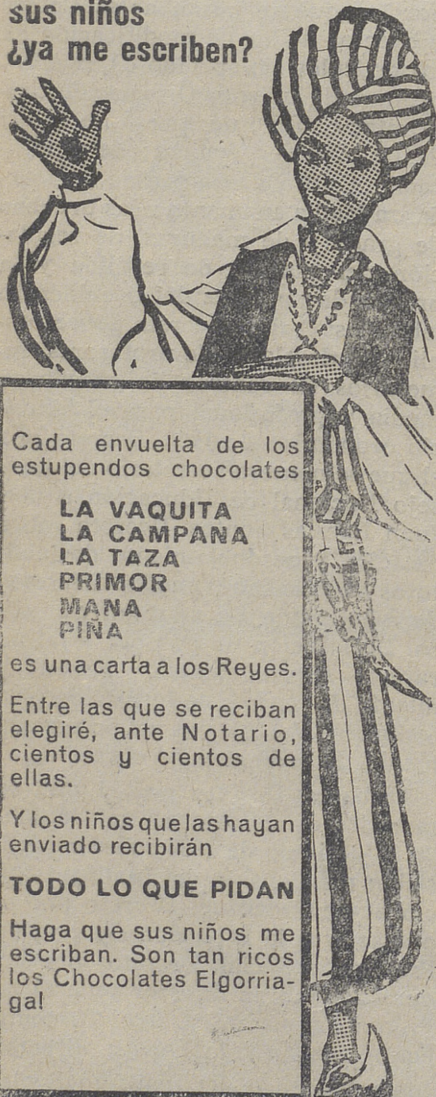 sus niños
¿ya me escriben?
Cada envuelta de los
estupendos chocolates
LA VAQUITA
LA CAMPANA
LA TAZA
PRIMOR
MANA
PIÑA
es una carta a los Reyes.
Entre las que se reciban
elegiré, ante Notario,
cientos y cientos de
ellas.
Y los niños que las hayan
enviado recibirán
TODO LO QUE PIDAN
Haga que sus niños me
escriban. Son tan ricos
los Chocolates Elgorria-
ga!